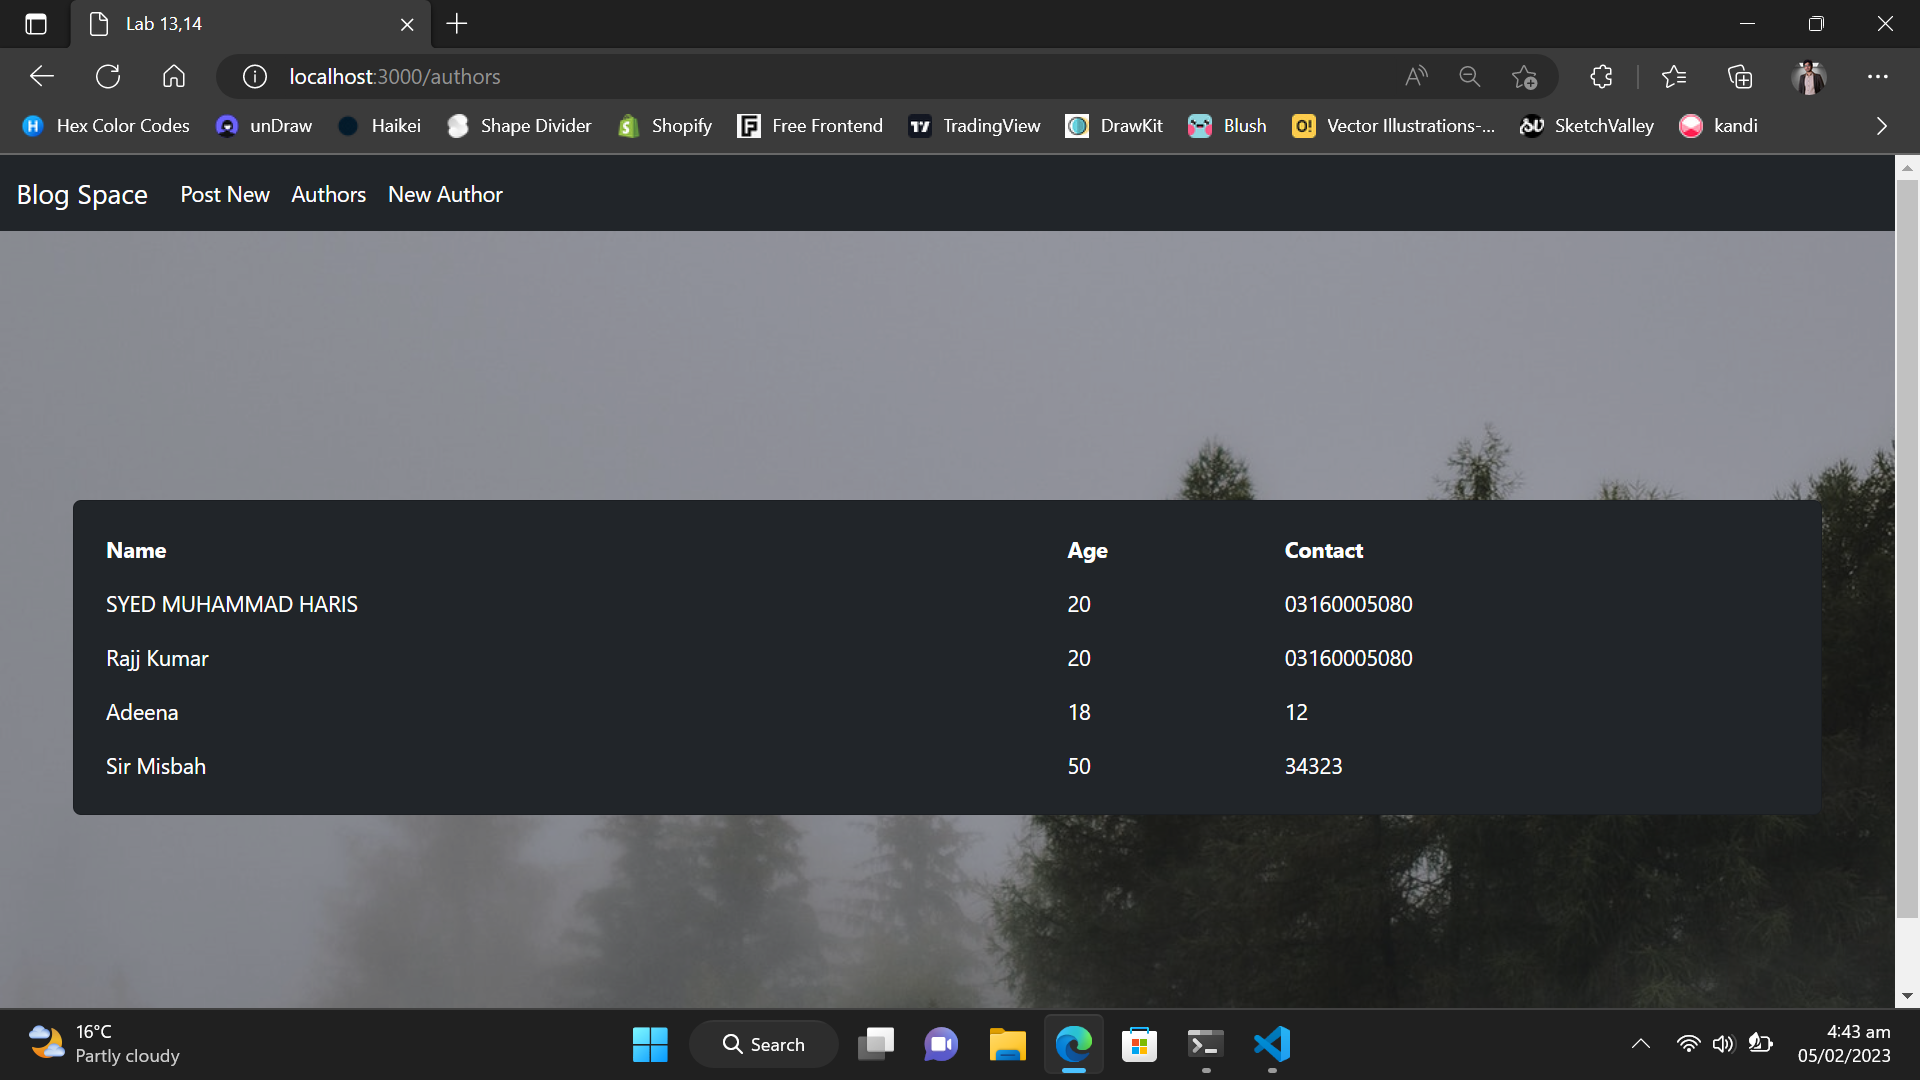 Lab 13,14
localhost:3000/authors
Hex Color Codes unDraw Haikei Shape Divider Shopify Free Frontend TradingView DrawKit Blush Vector Illustrations-... SketchValley kandi
Blog Space Post New Authors New Author
Name Age Contact
SYED MUHAMMAD HARIS 20 03160005080
Rajj Kumar 20 03160005080
Adeena 18 12
Sir Misbah 50 34323
16°C
Partly cloudy
Search
4:43 am
05/02/2023